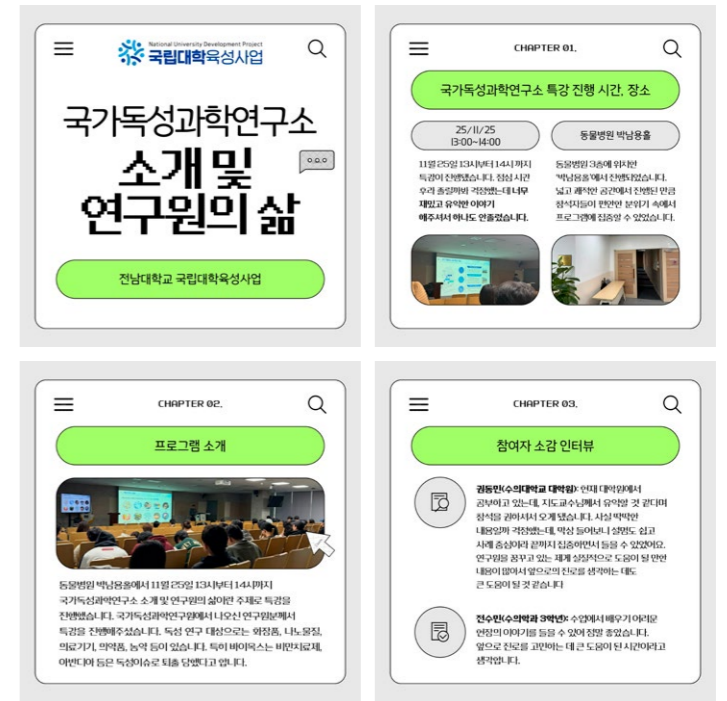 National University Development Project
국립대학육성사업
국가독성과학연구소
소개 및
연구원의 삶
전남대학교 국립대학육성사업
CHAPTER 01.
국가독성과학연구소 특강 진행 시간, 장소
25/11/25
13:00~14:00
11월 25일 13시부터 14시 까지
특강이 진행됐습니다. 점심 시간
우라 졸릴까봐 걱정했는데 너무
재밌고 유익한 이야기
해주셔서 하나도 안졸렸습니다.
동물병원 박남용홀
동물병원 3층에 위치한
'박남용홀'에서 진행되었습니다.
넓고 쾌적한 공간에서 진행된 만큼
참석자들이 편안한 분위기 속에서
프로그램에 집중할 수 있었습니다.
CHAPTER 02.
프로그램 소개
동물병원 박남용홀에서 11월 25일 13시부터 14시까지
국가독성과학연구소 소개 및 연구원의 삶이란 주제로 특강을
진행했습니다. 국가독성과학연구원에서 나오신 연구원분께서
특강을 진행해주셨습니다. 독성 연구 대상으로는 화장품, 나노물질,
의료기기, 의약품, 농약 등이 있습니다. 특히 바이옥스는 비만치료제,
아반디아 등은 독성이슈로 퇴출 당했다고 합니다.
CHAPTER 03.
참여자 소감 인터뷰
권동민(수의대학교 대학원): 현재 대학원에서
공부하고 있는데, 지도교수님께서 유익할 것 같다며
참석을 권하셔서 오게 됐습니다. 사실 딱딱한
내용일까 걱정했는데, 막상 들어보니 설명도 쉽고
사례 중심이라 끝까지 집중하면서 들을 수 있었어요.
연구원을 꿈꾸고 있는 제게 실질적으로 도움이 될 만한
내용이 많아서 앞으로의 진로를 생각하는 데도
큰 도움이 될 것 같습니다
전수민(수의학과 3학년): 수업에서 배우기 어려운
현장의 이야기를 들을 수 있어 정말 좋았습니다.
앞으로 진로를 고민하는 데 큰 도움이 된 시간이라고
생각합니다.